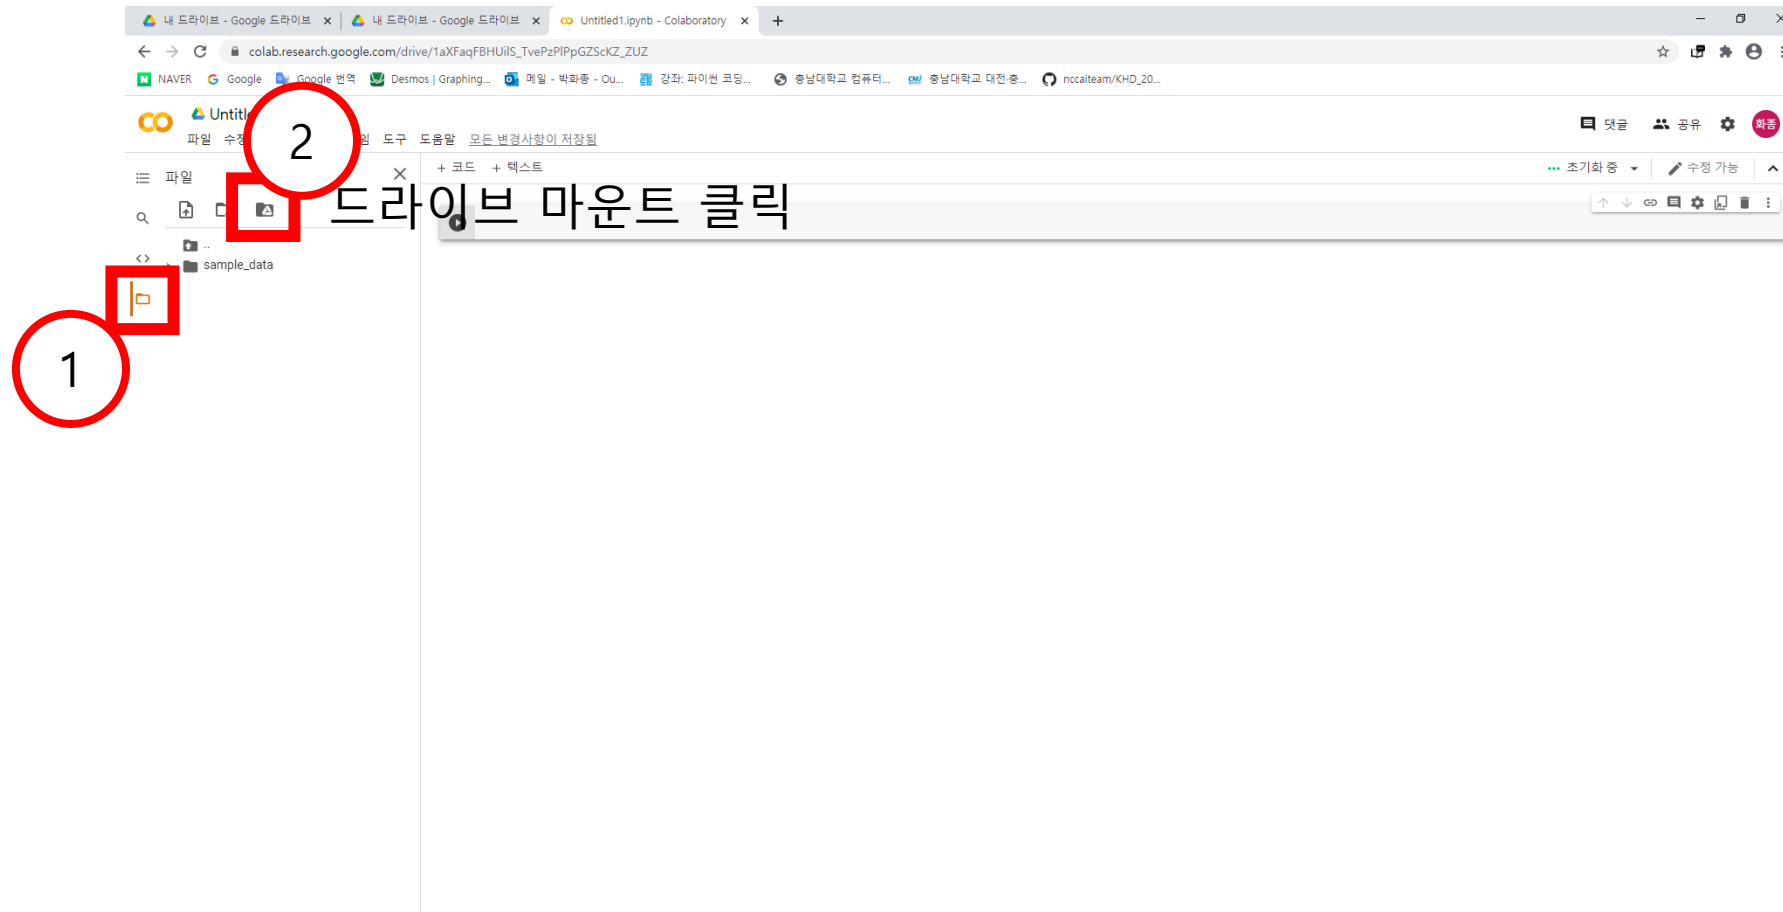 내 드라이브 - Google 드라이브
내 드라이브 - Google 드라이브
Untitled1.ipynb - Colaboratory
colab.research.google.com/drive/1aXFaqFBHUilS_TvePzPlPpGZScKZ_ZUZ
NAVER Google Google 번역 Desmos | Graphing... 메일 - 박화종 - Ou... 강좌: 파이썬 코딩... 충남대학교 컴퓨터... 충남대학교 대전·충... nccaiteam/KHD_20...
2
파일 도구 도움말 모든 변경사항이 저장됨
댓글 공유 화종
파일
+ 코드 + 텍스트
초기화 중 수정 가능
드라이브 마운트 클릭
..
sample_data
1